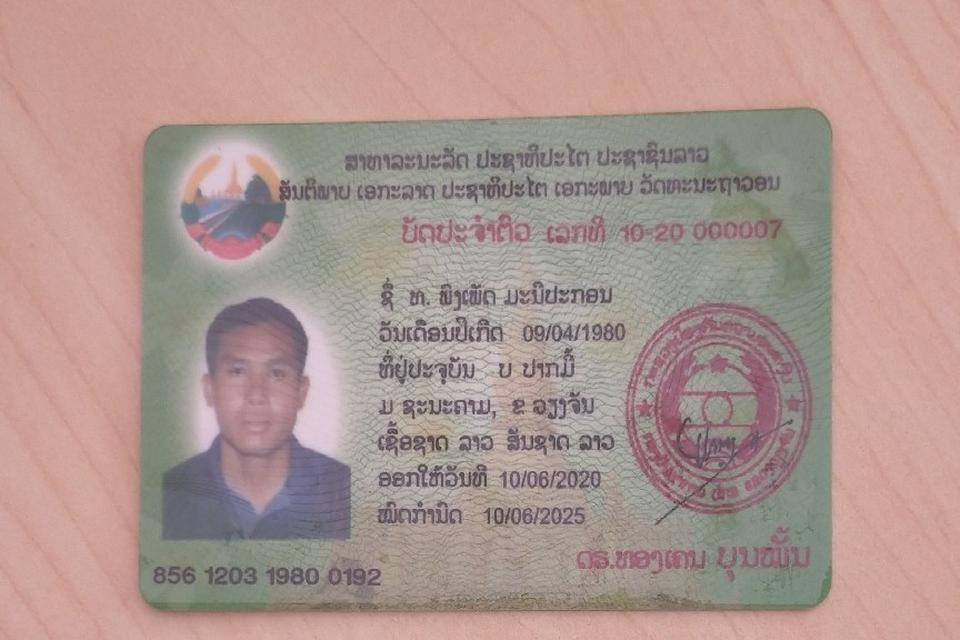 ສາທາລະນະລັດ ປະຊາທິປະໄຕ ປະຊາຊົນລາວ
ສັນຕິພາບ ເອກະລາດ ປະຊາທິປະໄຕ ເອກະພາບ ວັດທະນະຖາວອນ
ບັດປະຈຳຕົວ ເລກທີ 10-20 000007
ຊື່ ທ. ພົງເພັດ ມະນີປະກອນ
ວັນເດືອນປີເກີດ 09/04/1980
ທີ່ຢູ່ປະຈຸບັນ ບ ປາກມີ້
ມ ຊະນະຄາມ, ຂ ວຽງຈັນ
ເຊື້ອຊາດ ລາວ ສັນຊາດ ລາວ
ອອກໃຫ້ວັນທີ 10/06/2020
ໝົດກຳນົດ 10/06/2025
ດຣ.ທອງເຄນ ບຸນໝັ້ນ
856 1203 1980 0192